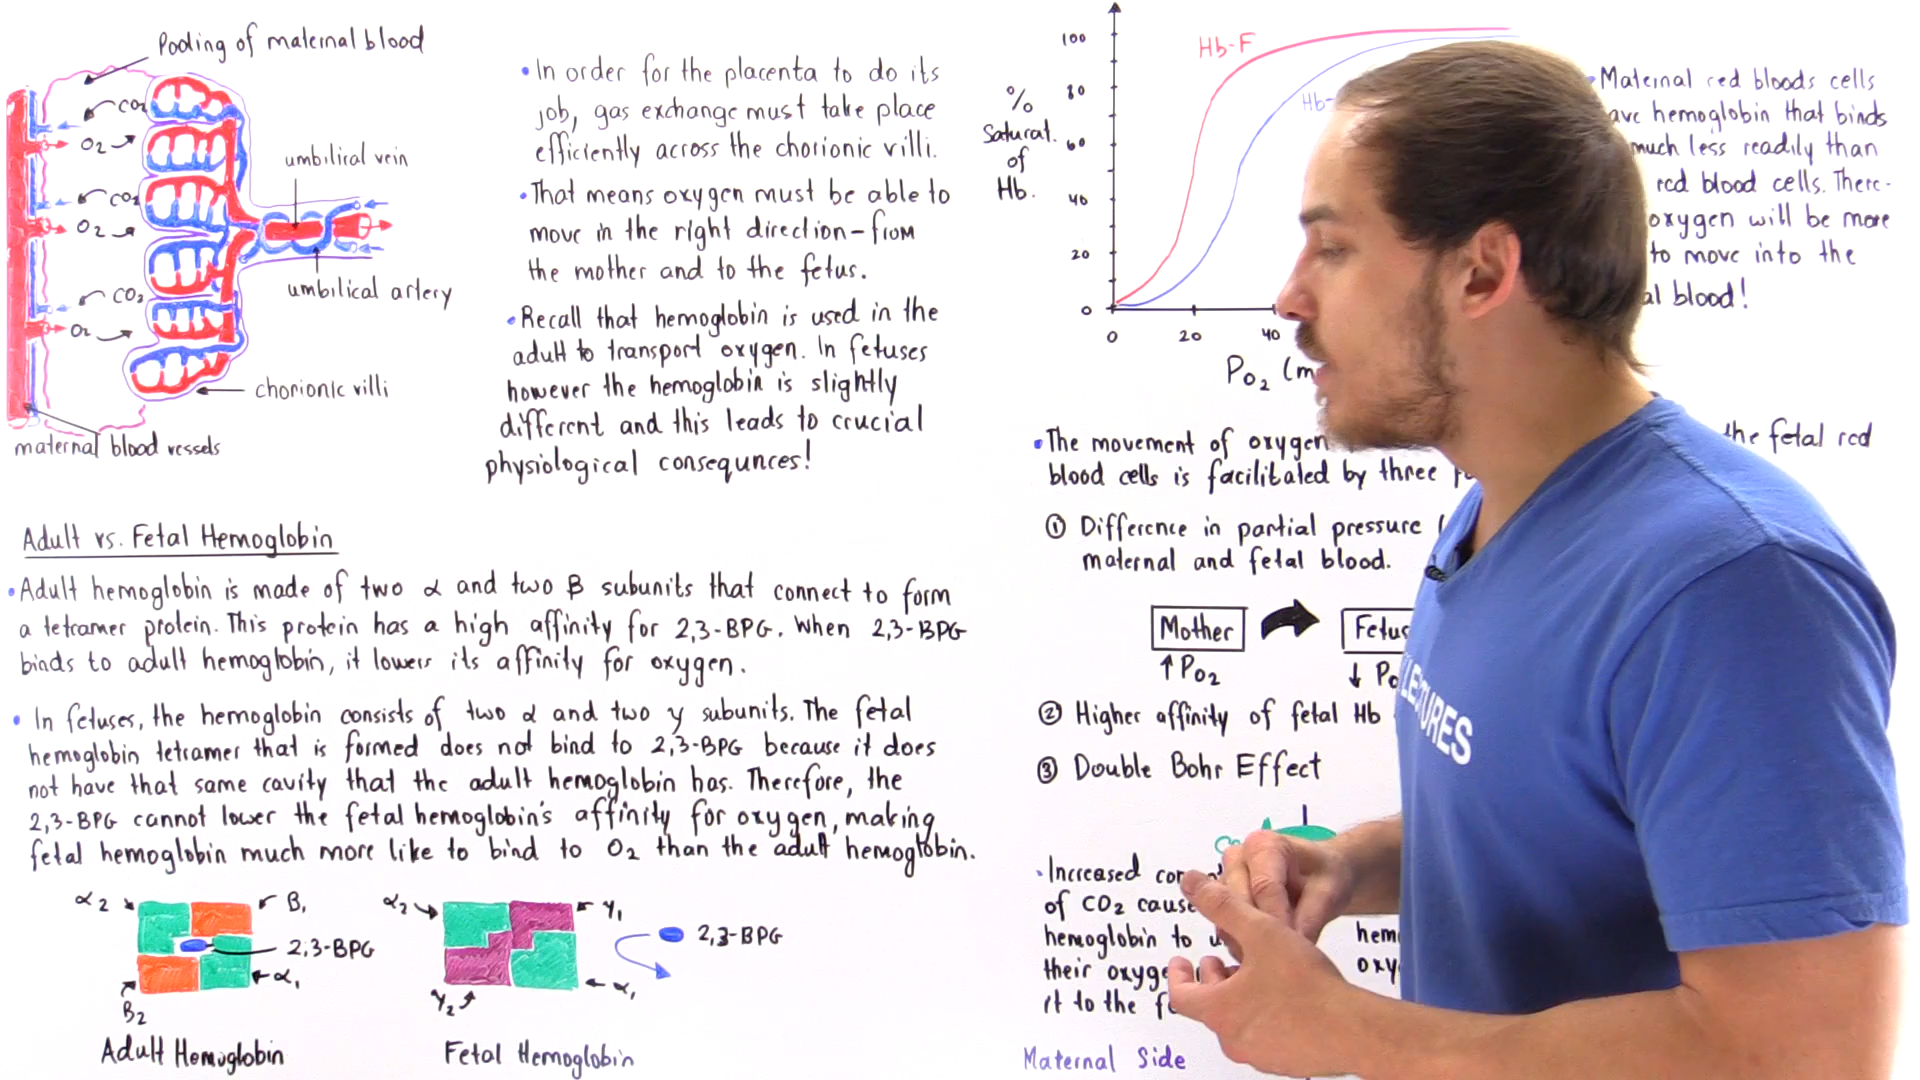 Pooling of maternal blood
CO2
O2
CO2
O2
CO2
O2
umbilical vein
umbilical artery
chorionic villi
maternal blood vessels
• In order for the placenta to do its
job, gas exchange must take place
efficiently across the chorionic villi.
• That means oxygen must be able to
move in the right direction - from
the mother and to the fetus.
• Recall that hemoglobin is used in the
adult to transport oxygen. In fetuses
however the hemoglobin is slightly
different and this leads to crucial
physiological consequnces!
Adult vs. Fetal Hemoglobin
• Adult hemoglobin is made of two α and two β subunits that connect to form
a tetramer protein. This protein has a high affinity for 2,3-BPG. When 2,3-BPG
binds to adult hemoglobin, it lowers its affinity for oxygen.
• In fetuses, the hemoglobin consists of two α and two γ subunits. The fetal
hemoglobin tetramer that is formed does not bind to 2,3-BPG because it does
not have that same cavity that the adult hemoglobin has. Therefore, the
2,3-BPG cannot lower the fetal hemoglobin's affinity for oxygen, making
fetal hemoglobin much more like to bind to O2 than the adult hemoglobin.
α2
B1
2,3-BPG
α1
B2
Adult Hemoglobin
α2
γ1
2,3-BPG
α1
γ2
Fetal Hemoglobin
% Saturat. of Hb.
100
80
60
40
20
0
0 20 40
Hb-F
Hb-
PO2 (m
• Maternal red bloods cells
hemoglobin that binds
much less readily than
red blood cells. There-
oxygen will be more
to move into the
blood!
• The movement of oxygen the fetal red
blood cells is facilitated by three
① Difference in partial pressure
maternal and fetal blood.
Mother
↑ PO2
Fetus
↓
② Higher affinity of fetal Hb
③ Double Bohr Effect
• Increased
of CO2
hemoglobin to
their
it to the
Maternal Side
LECTURES